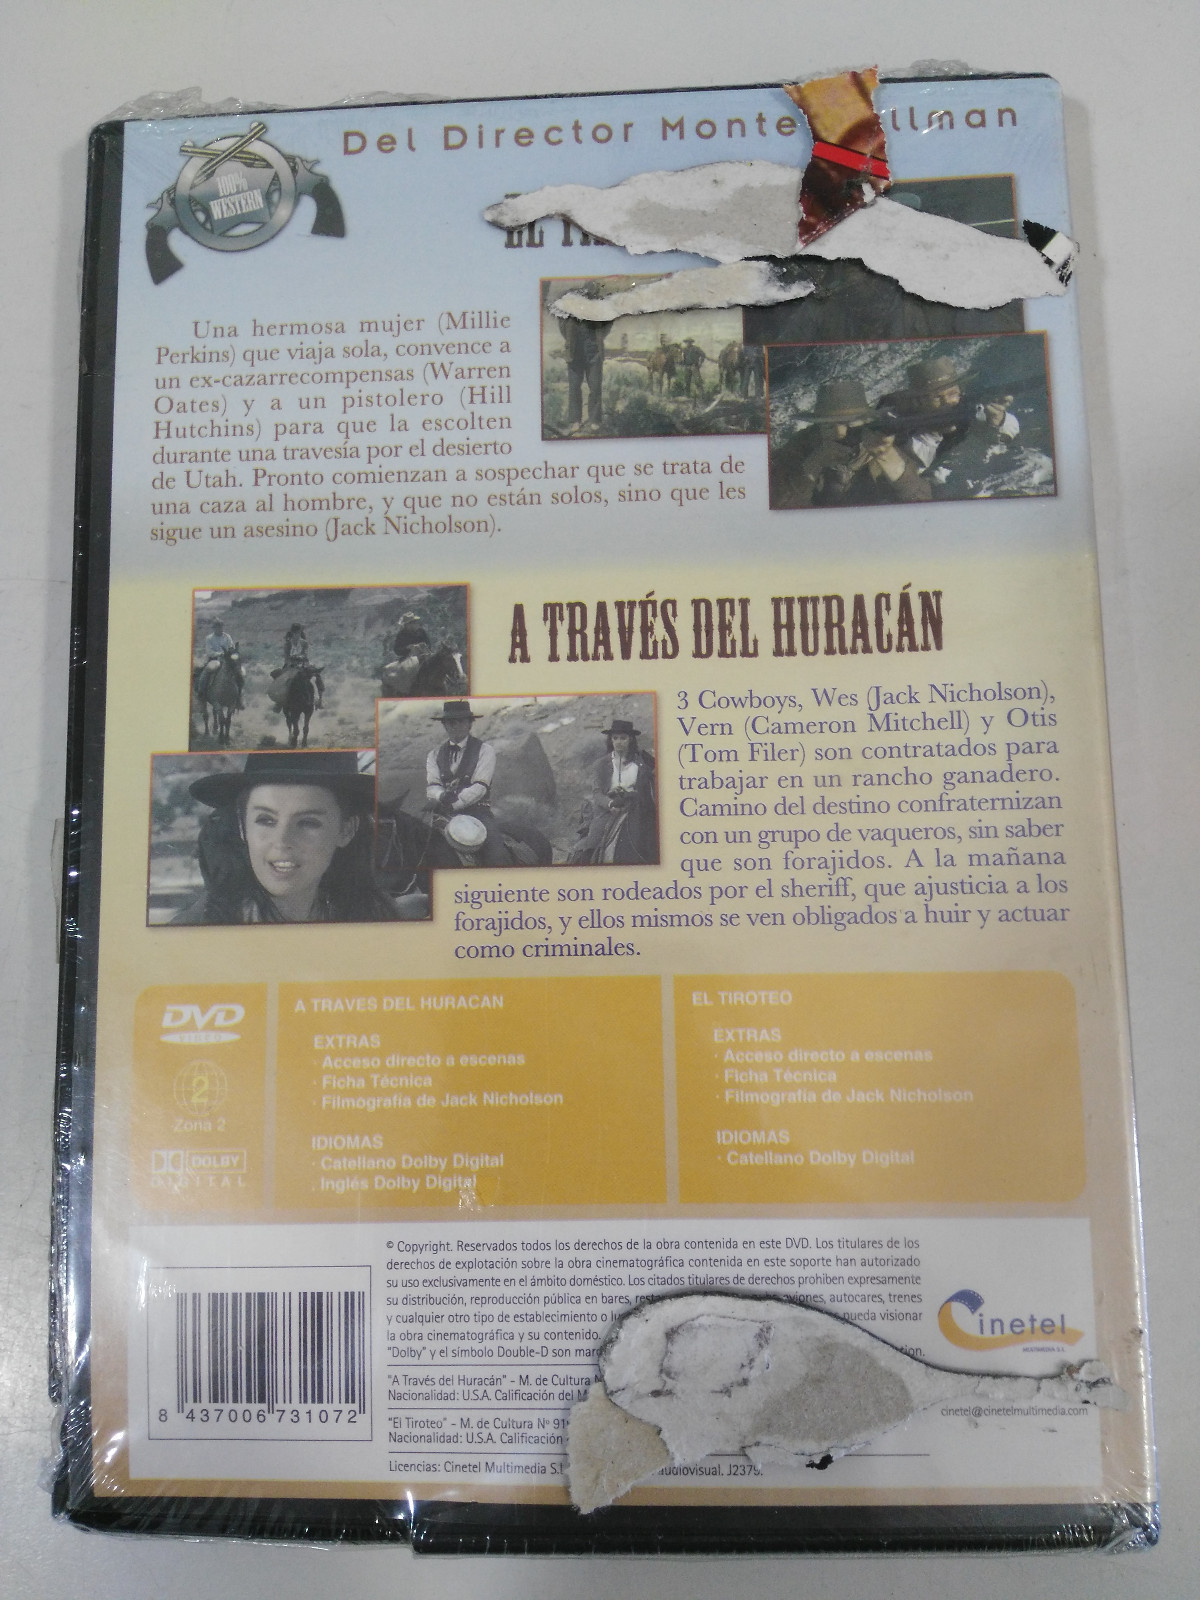 Del Director Monte llman
100%
WESTERN
EL
Una hermosa mujer (Millie
Perkins) que viaja sola, convence a
un ex-cazarrecompensas (Warren
Oates) y a un pistolero (Hill
Hutchins) para que la escolten
durante una travesía por el desierto
de Utah. Pronto comienzan a sospechar que se trata de
una caza al hombre, y que no están solos, sino que les
sigue un asesino (Jack Nicholson).
A TRAVÉS DEL HURACÁN
3 Cowboys, Wes (Jack Nicholson),
Vern (Cameron Mitchell) y Otis
(Tom Filer) son contratados para
trabajar en un rancho ganadero.
Camino del destino confraternizan
con un grupo de vaqueros, sin saber
que son forajidos. A la mañana
siguiente son rodeados por el sheriff, que ajusticia a los
forajidos, y ellos mismos se ven obligados a huir y actuar
como criminales.
DVD
VIDEO
2
Zona 2
DOLBY
DIGITAL
A TRAVES DEL HURACAN
EXTRAS
· Acceso directo a escenas
· Ficha Técnica
· Filmografía de Jack Nicholson
IDIOMAS
· Catellano Dolby Digital
. Inglés Dolby Digital
EL TIROTEO
EXTRAS
· Acceso directo a escenas
· Ficha Técnica
· Filmografía de Jack Nicholson
IDIOMAS
· Catellano Dolby Digital
© Copyright. Reservados todos los derechos de la obra contenida en este DVD. Los titulares de los
derechos de explotación sobre la obra cinematográfica contenida en este soporte han autorizado
su uso exclusivamente en el ámbito doméstico. Los citados titulares de derechos prohiben expresamente
su distribución, reproducción pública en bares, autocares, trenes
y cualquier otro tipo de establecimiento o pueda visionar
la obra cinematográfica y su contenido.
"Dolby" y el símbolo Double-D son
"A Través del Huracán" - M. de Cultura
Nacionalidad: U.S.A. Calificación del
"El Tiroteo" - M. de Cultura Nº
Nacionalidad: U.S.A. Calificación
Licencias: Cinetel Multimedia S.L J2379.
Cinetel
MULTIMEDIA S.L.
cinetel@cinetelmultimedia.com
8 437006 731072